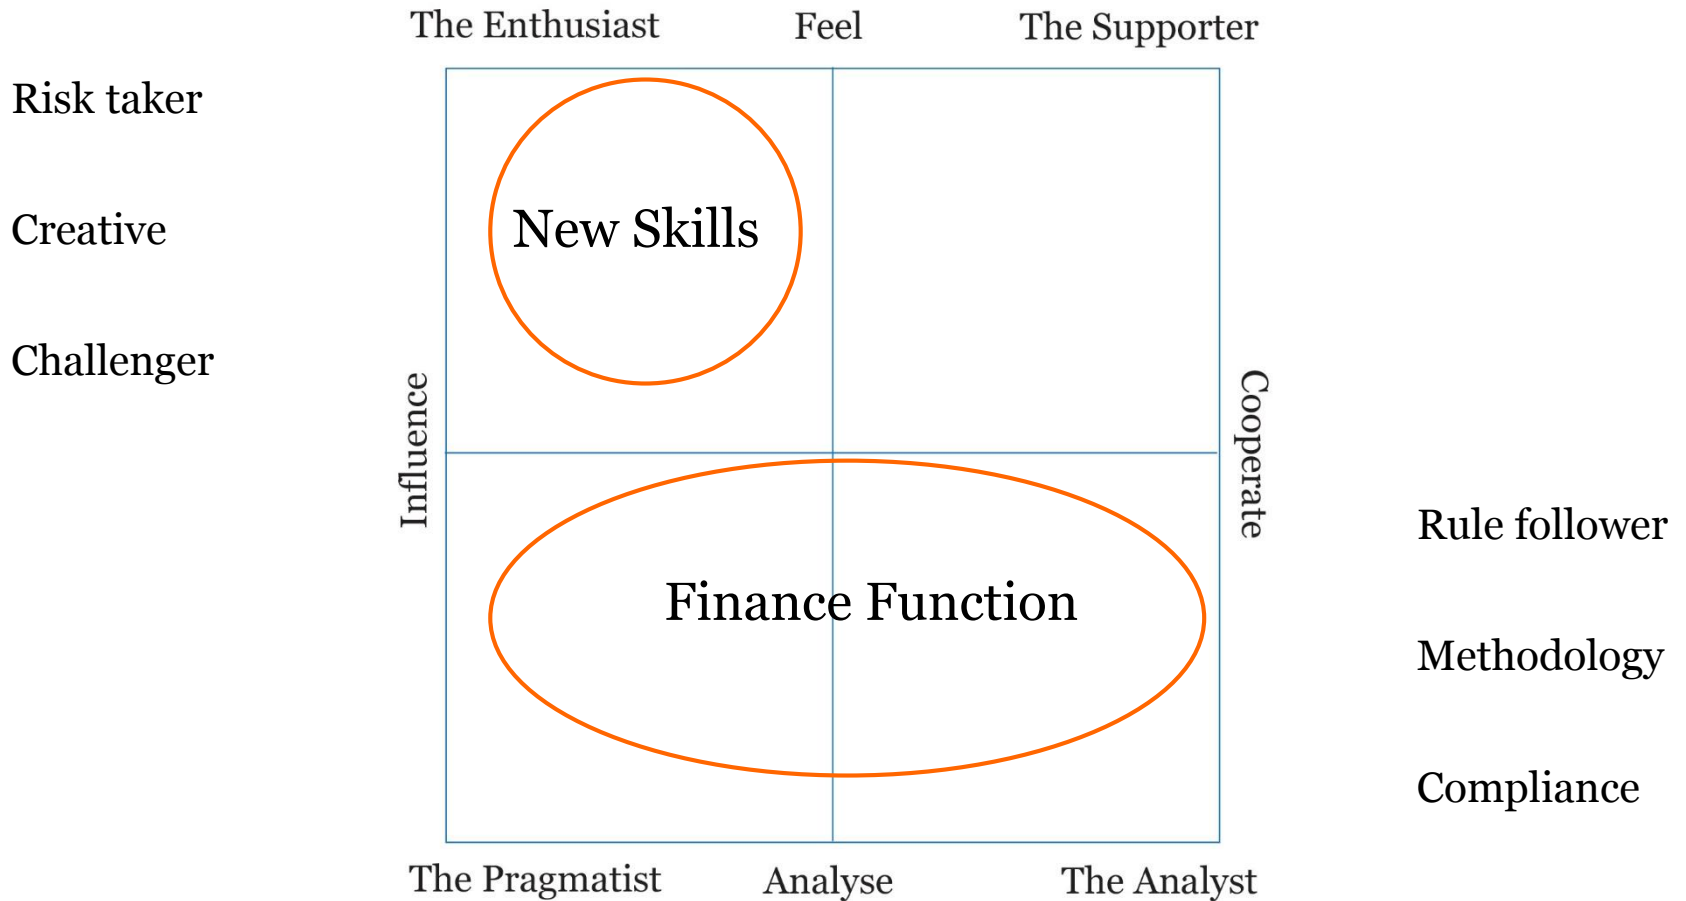 The Enthusiast
Feel
The Supporter
Risk taker
Creative
Challenger
New Skills
Influence
Cooperate
Finance Function
Rule follower
Methodology
Compliance
The Pragmatist
Analyse
The Analyst